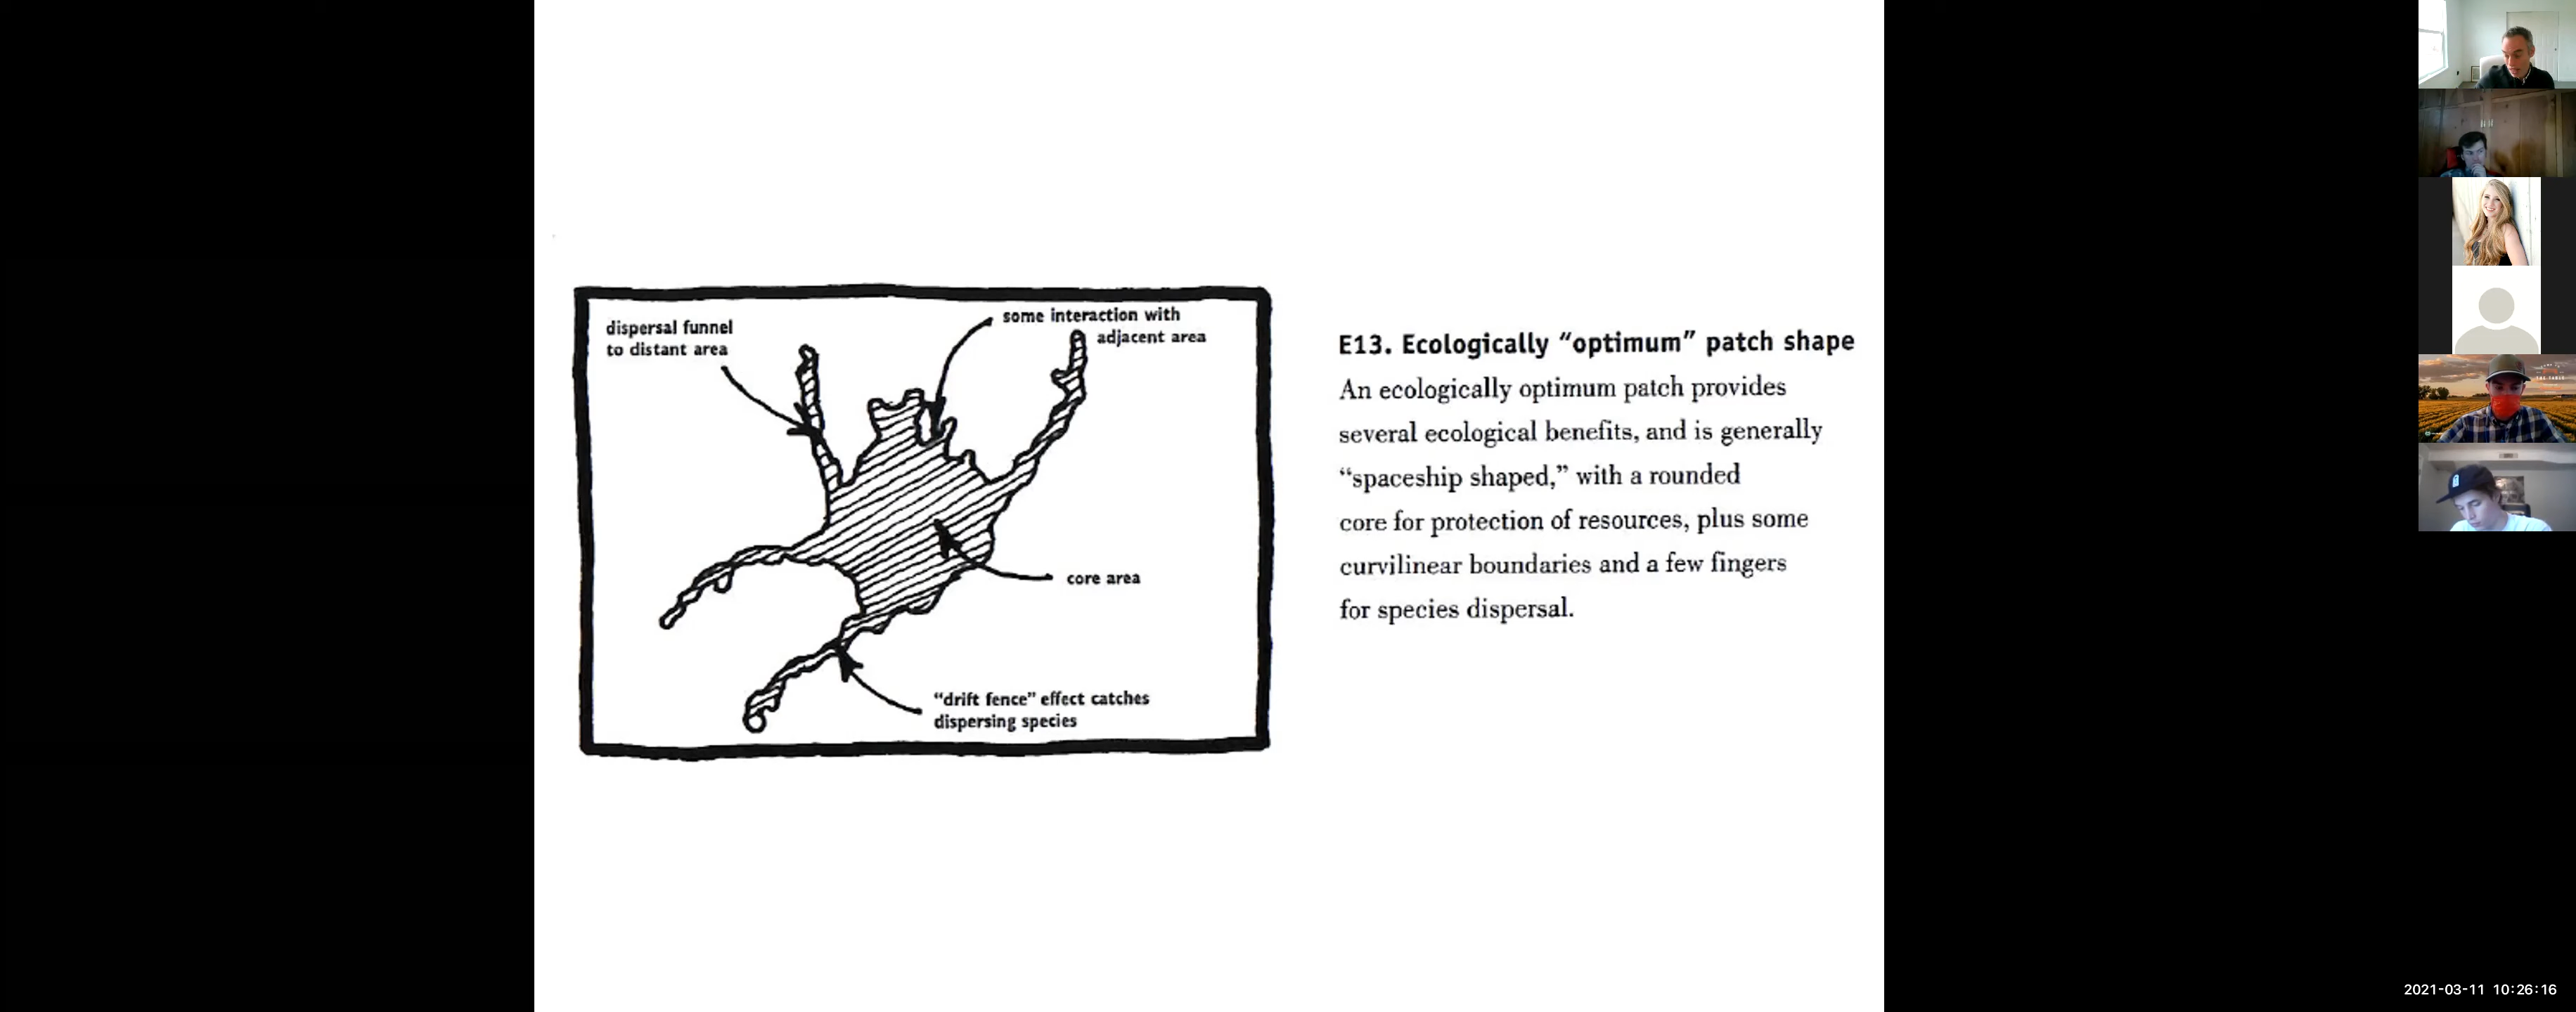 dispersal funnel
to distant area
some interaction with
adjacent area
core area
“drift fence” effect catches
dispersing species
E13. Ecologically “optimum” patch shape
An ecologically optimum patch provides
several ecological benefits, and is generally
“spaceship shaped,” with a rounded
core for protection of resources, plus some
curvilinear boundaries and a few fingers
for species dispersal.
2021-03-11 10:26:16